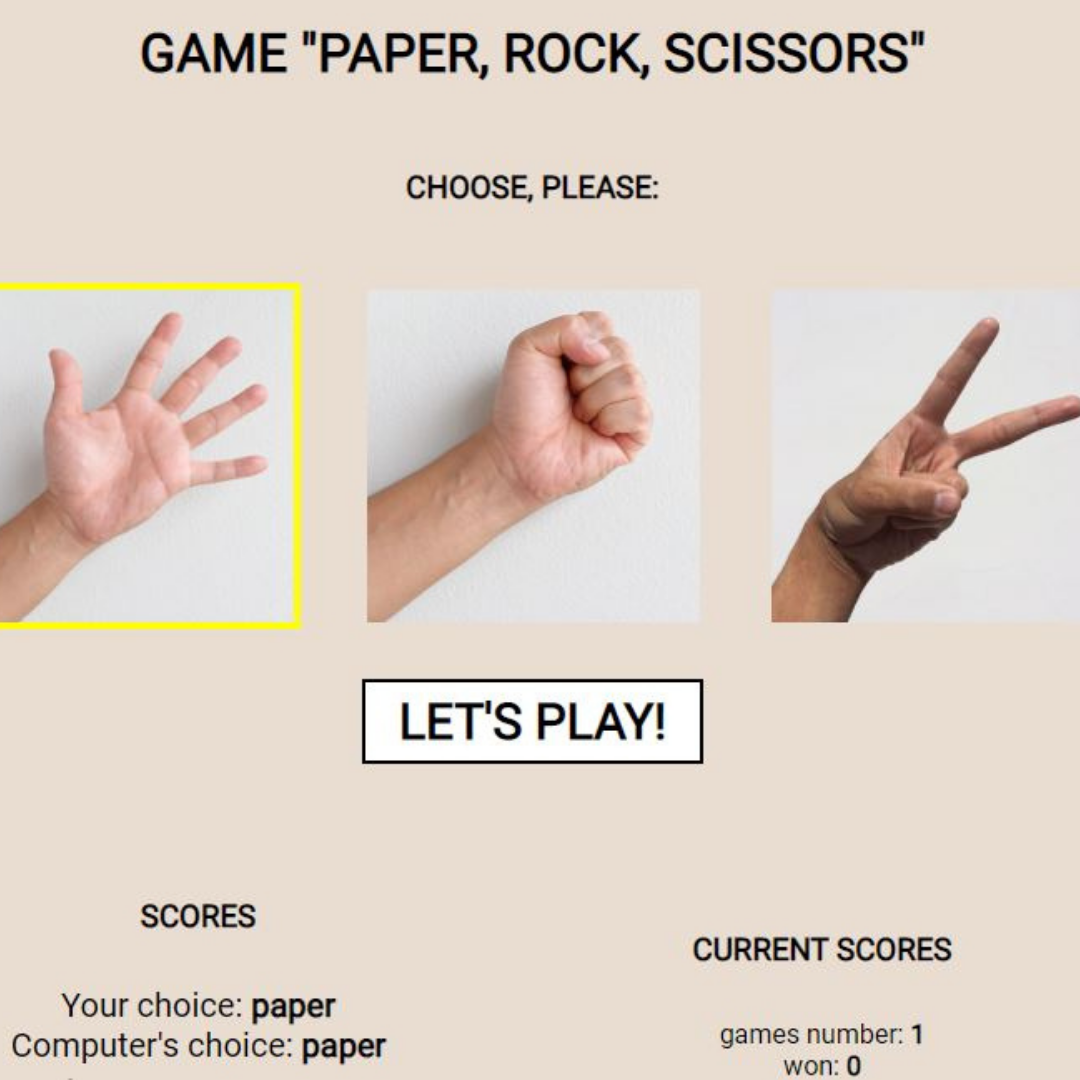 GAME "PAPER, ROCK, SCISSORS"
CHOOSE, PLEASE:
LET'S PLAY!
SCORES
Your choice: paper
Computer's choice: paper
CURRENT SCORES
games number: 1
won: 0